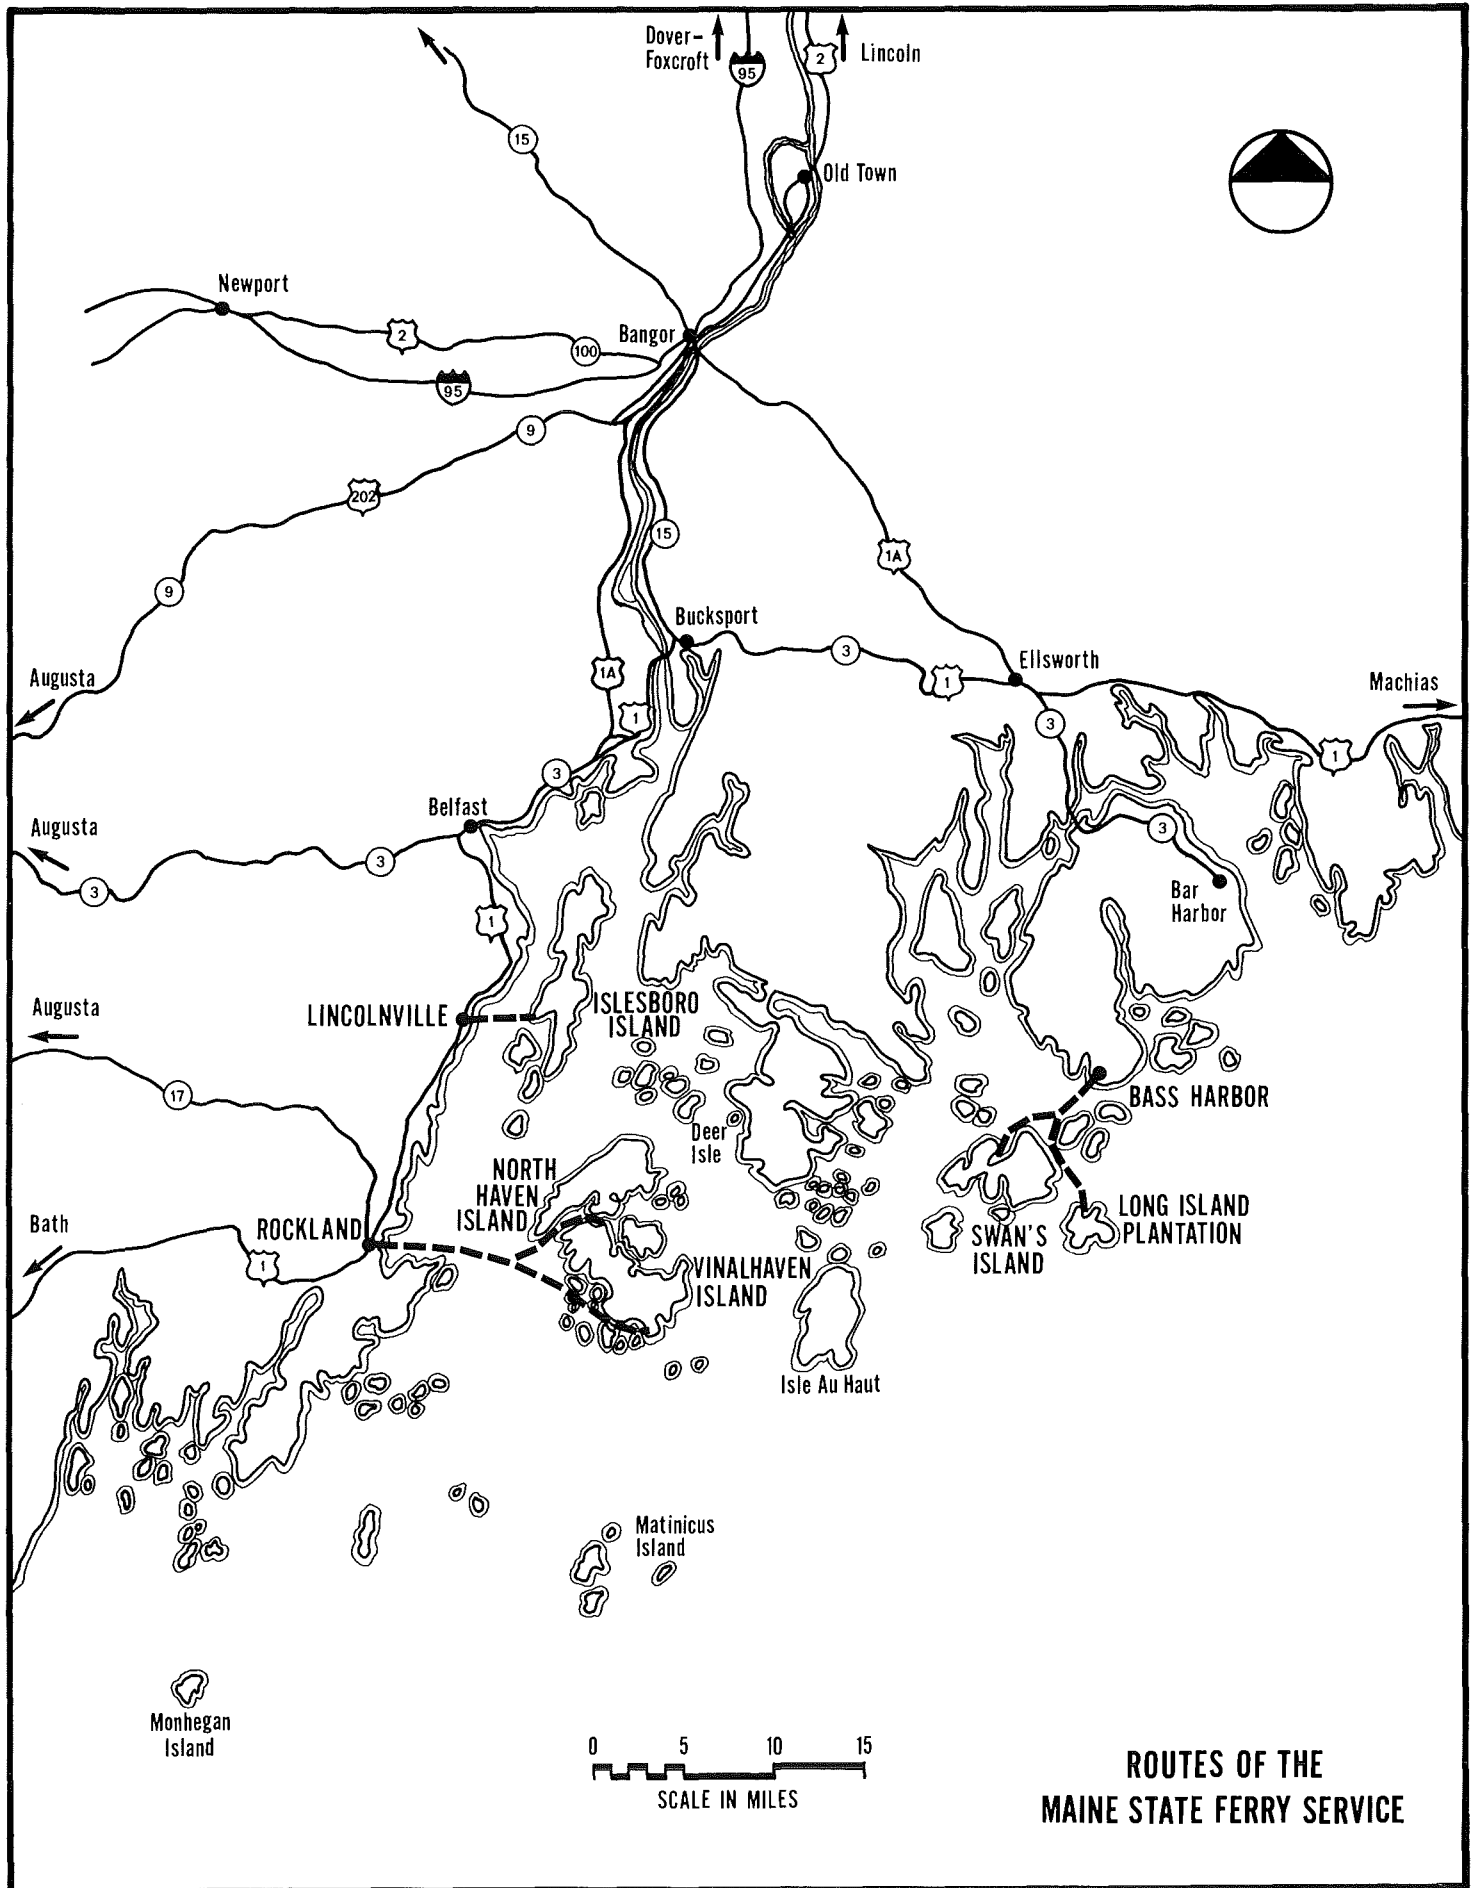 Dover-
Foxcroft
95
2
Lincoln
15
Old Town
Newport
2
Bangor
100
95
9
202
15
1A
9
Bucksport
3
Ellsworth
1A
1
Augusta
Machias
1
3
1
3
Belfast
Augusta
3
3
3
Bar
Harbor
1
Augusta
LINCOLNVILLE
ISLESBORO
ISLAND
17
BASS HARBOR
Deer
Isle
NORTH
HAVEN
ISLAND
Bath
ROCKLAND
LONG ISLAND
PLANTATION
SWAN'S
ISLAND
1
VINALHAVEN
ISLAND
Isle Au Haut
Matinicus
Island
Monhegan
Island
0 5 10 15
SCALE IN MILES
ROUTES OF THE
MAINE STATE FERRY SERVICE